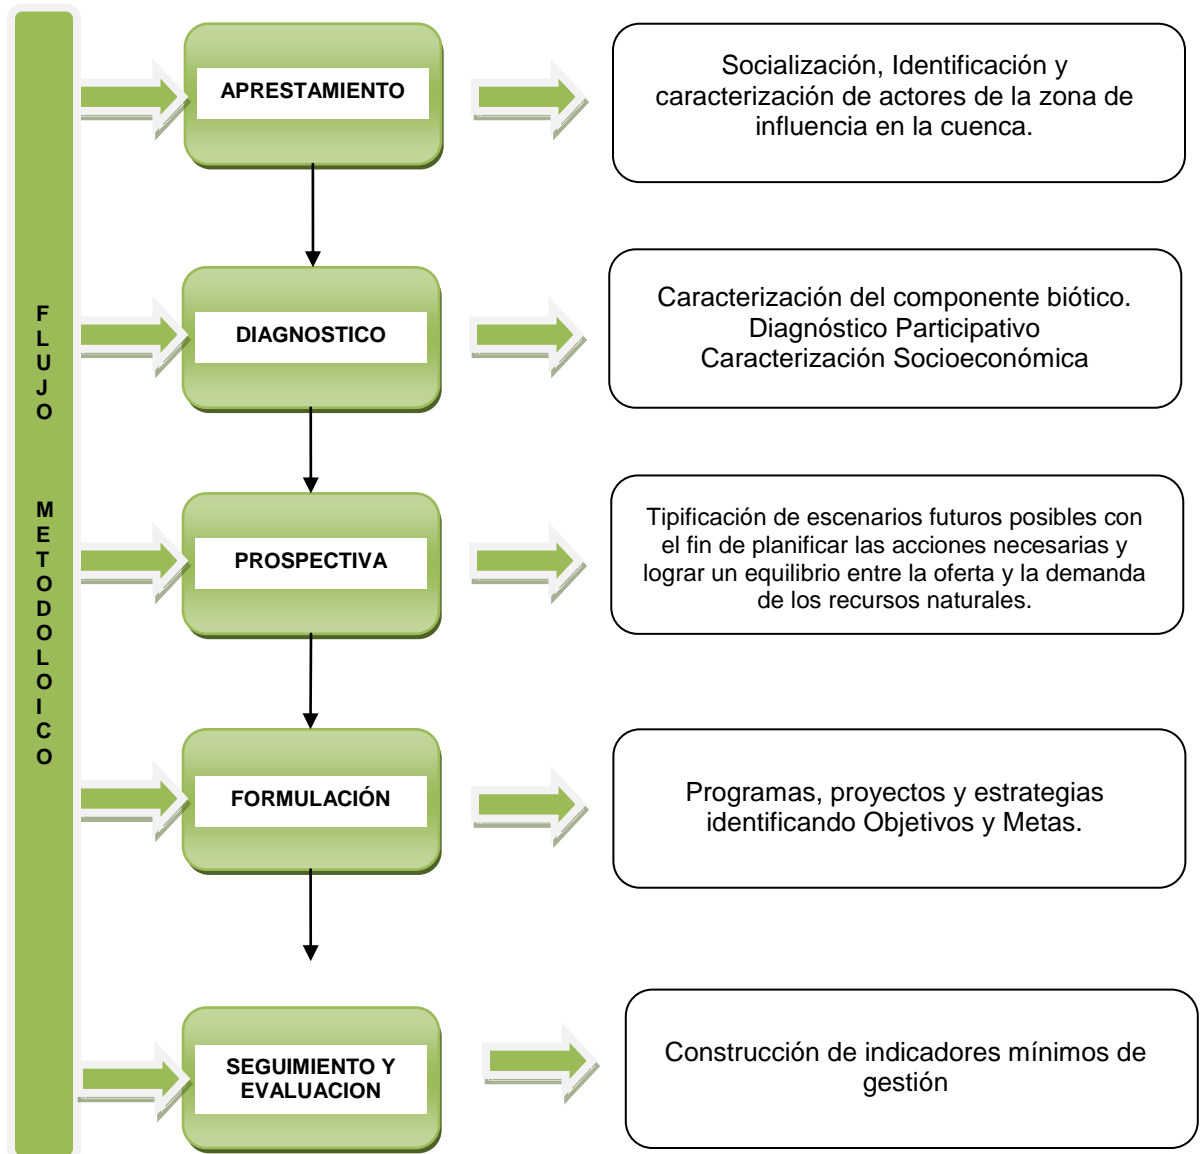 FLUJO METODOLOICO
APRESTAMIENTO
Socialización, Identificación y
caracterización de actores de la zona de
influencia en la cuenca.
DIAGNOSTICO
Caracterización del componente biótico.
Diagnóstico Participativo
Caracterización Socioeconómica
PROSPECTIVA
Tipificación de escenarios futuros posibles con
el fin de planificar las acciones necesarias y
lograr un equilibrio entre la oferta y la demanda
de los recursos naturales.
FORMULACIÓN
Programas, proyectos y estrategias
identificando Objetivos y Metas.
SEGUIMIENTO Y
EVALUACION
Construcción de indicadores mínimos de
gestión